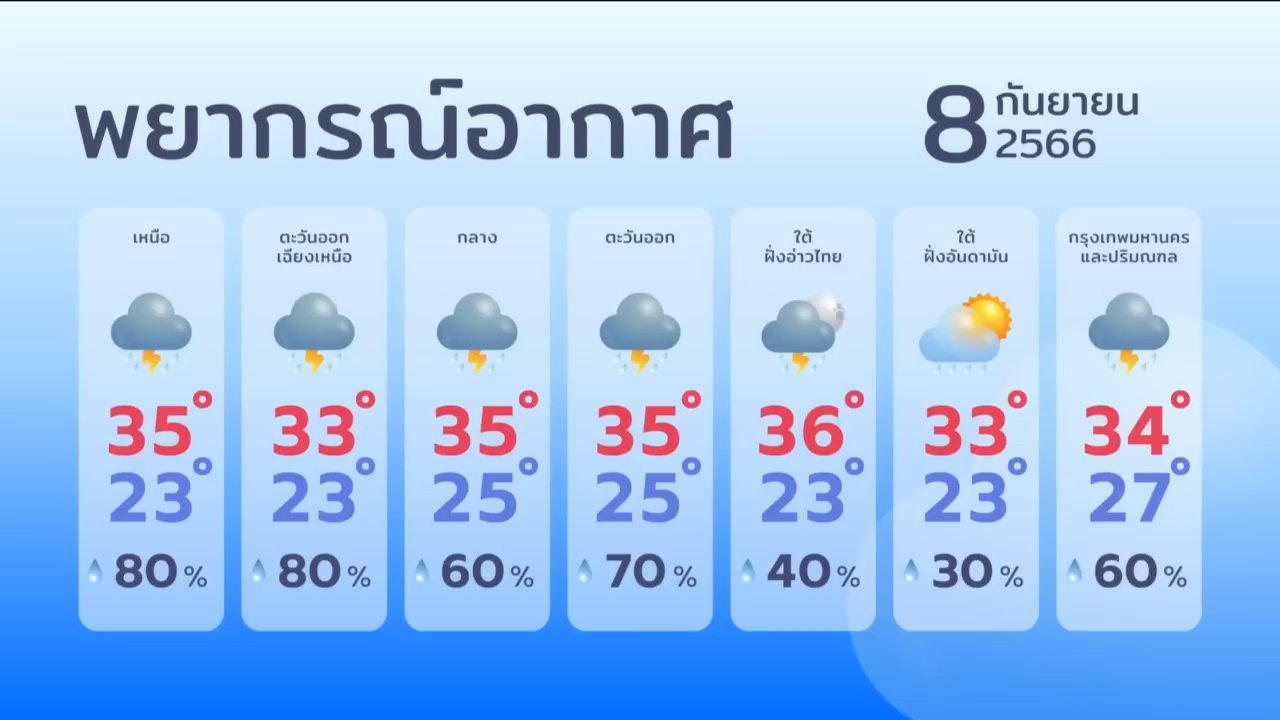 พยากรณ์อากาศ
8 กันยายน
2566
เหนือ
35°
23°
80%
ตะวันออก
เฉียงเหนือ
33°
23°
80%
กลาง
35°
25°
60%
ตะวันออก
35°
25°
70%
ใต้
ฝั่งอ่าวไทย
36°
23°
40%
ใต้
ฝั่งอันดามัน
33°
23°
30%
กรุงเทพมหานคร
และปริมณฑล
34°
27°
60%